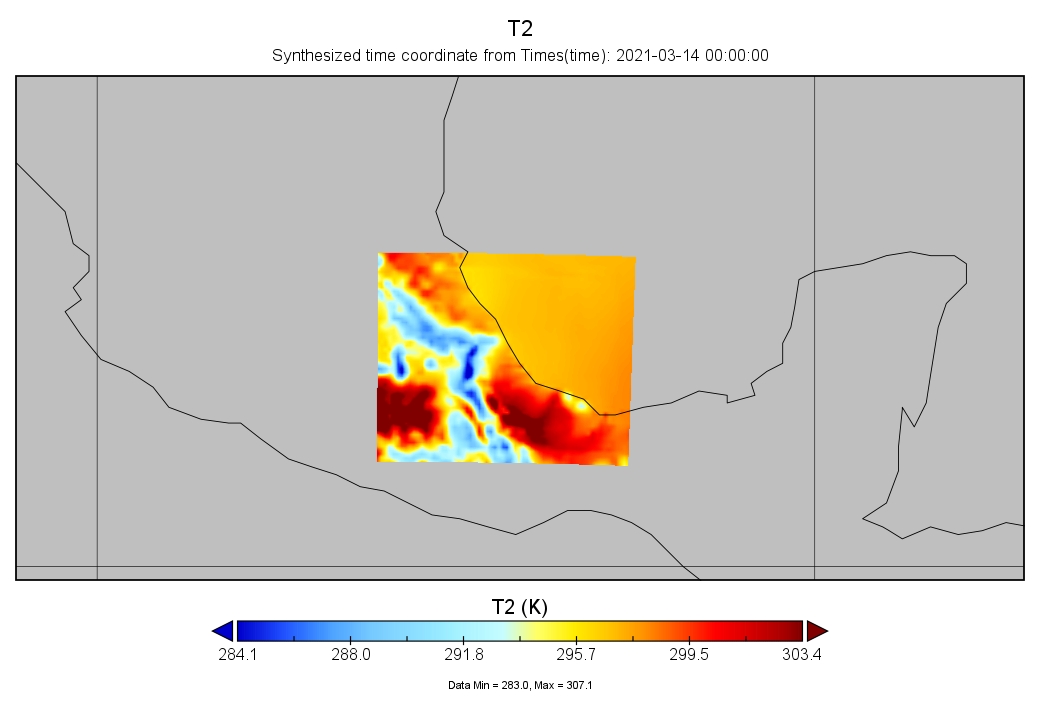 T2
Synthesized time coordinate from Times(time): 2021-03-14 00:00:00
T2 (K)
284.1 288.0 291.8 295.7 299.5 303.4
Data Min = 283.0, Max = 307.1